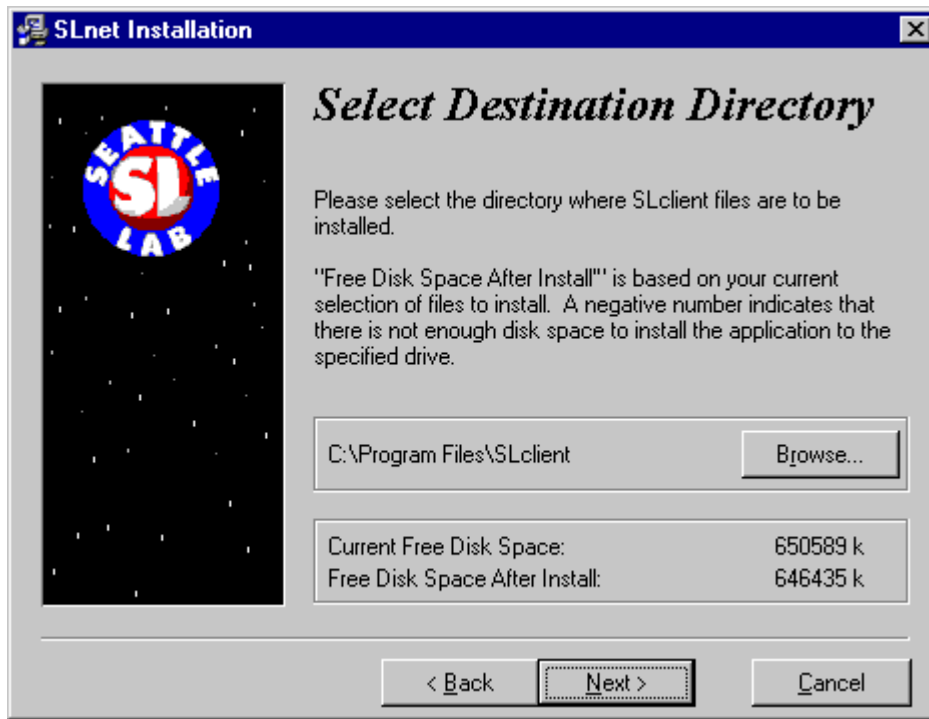 SLnet Installation
SEATTLE
SL
LAB
Select Destination Directory
Please select the directory where SLclient files are to be
installed.
"Free Disk Space After Install"' is based on your current
selection of files to install.  A negative number indicates that
there is not enough disk space to install the application to the
specified drive.
C:\Program Files\SLclient
Browse...
Current Free Disk Space: 650589 k
Free Disk Space After Install: 646435 k
< Back
Next >
Cancel